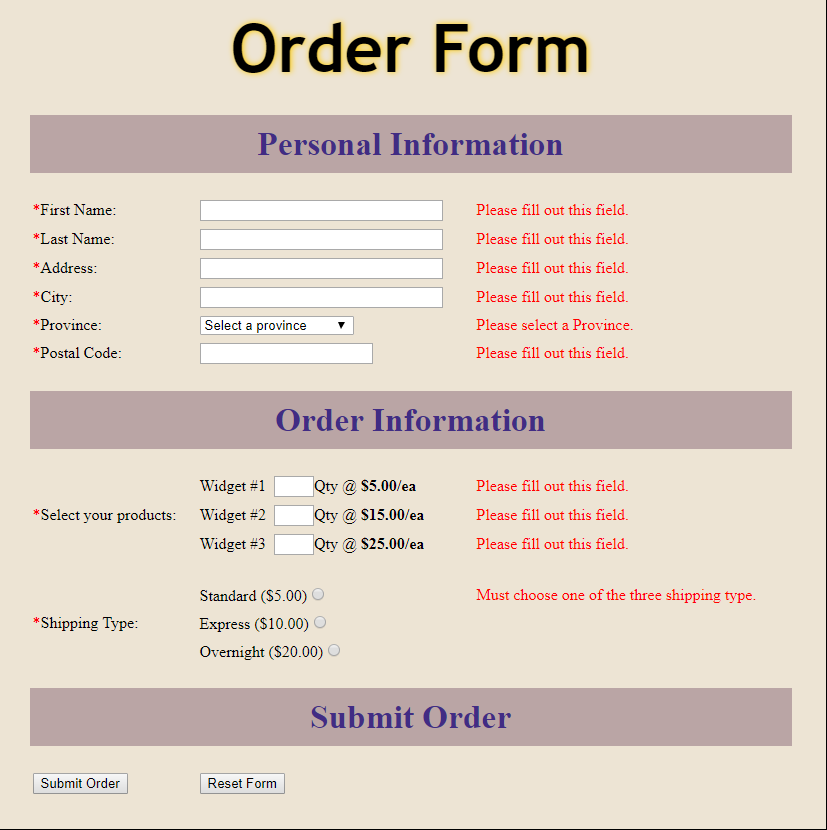 Order Form
Personal Information
*First Name: Please fill out this field.
*Last Name: Please fill out this field.
*Address: Please fill out this field.
*City: Please fill out this field.
*Province: Select a province ▼ Please select a Province.
*Postal Code: Please fill out this field.
Order Information
Widget #1 Qty @ $5.00/ea Please fill out this field.
*Select your products: Widget #2 Qty @ $15.00/ea Please fill out this field.
Widget #3 Qty @ $25.00/ea Please fill out this field.
Standard ($5.00) Must choose one of the three shipping type.
*Shipping Type: Express ($10.00)
Overnight ($20.00)
Submit Order
Submit Order Reset Form